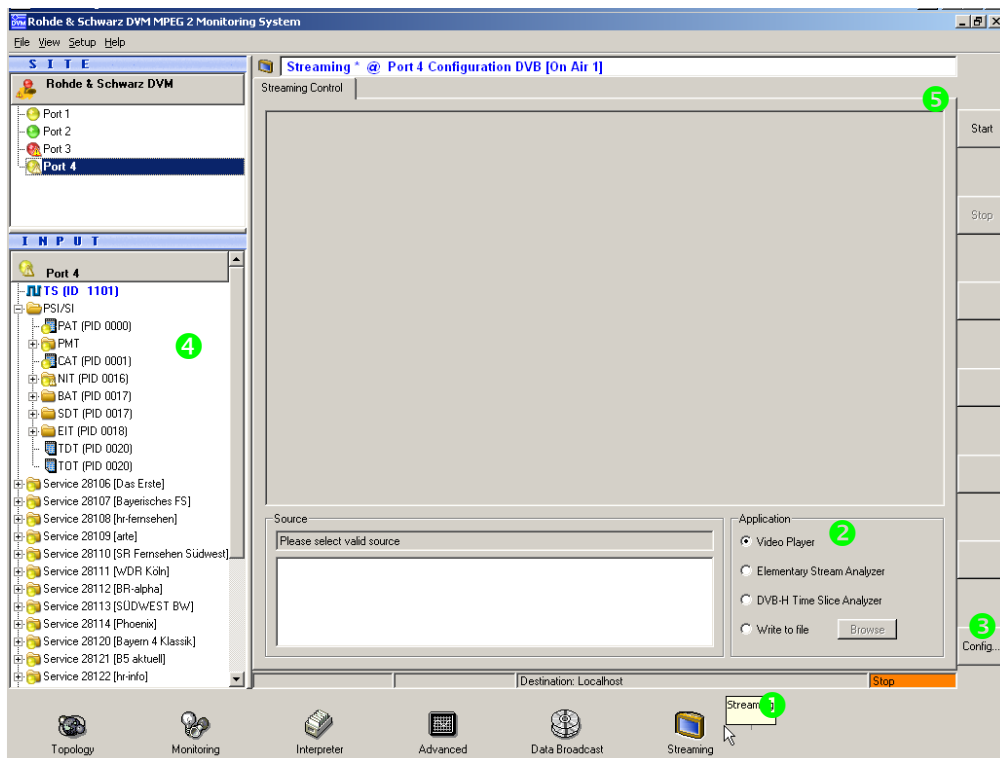 Rohde & Schwarz DVM MPEG 2 Monitoring System
File View Setup Help
SITE
Rohde & Schwarz DVM
Port 1
Port 2
Port 3
Port 4
INPUT
Port 4
TS (ID 1101)
PSI/SI
PAT (PID 0000)
PMT
CAT (PID 0001)
NIT (PID 0016)
BAT (PID 0017)
SDT (PID 0017)
EIT (PID 0018)
TDT (PID 0020)
TOT (PID 0020)
Service 28106 [Das Erste]
Service 28107 [Bayerisches FS]
Service 28108 [hr-fernsehen]
Service 28109 [arte]
Service 28110 [SR Fernsehen Südwest]
Service 28111 [WDR Köln]
Service 28112 [BR-alpha]
Service 28113 [SÜDWEST BW]
Service 28114 [Phoenix]
Service 28120 [Bayern 4 Klassik]
Service 28121 [B5 aktuell]
Service 28122 [hr-info]
4
Streaming * @ Port 4 Configuration DVB [On Air 1]
Streaming Control
5
Source
Please select valid source
Application
Video Player
2
Elementary Stream Analyzer
DVB-H Time Slice Analyzer
Write to file Browse
Start
Stop
3
Config...
Destination: Localhost
Stop
Topology
Monitoring
Interpreter
Advanced
Data Broadcast
Streaming
1